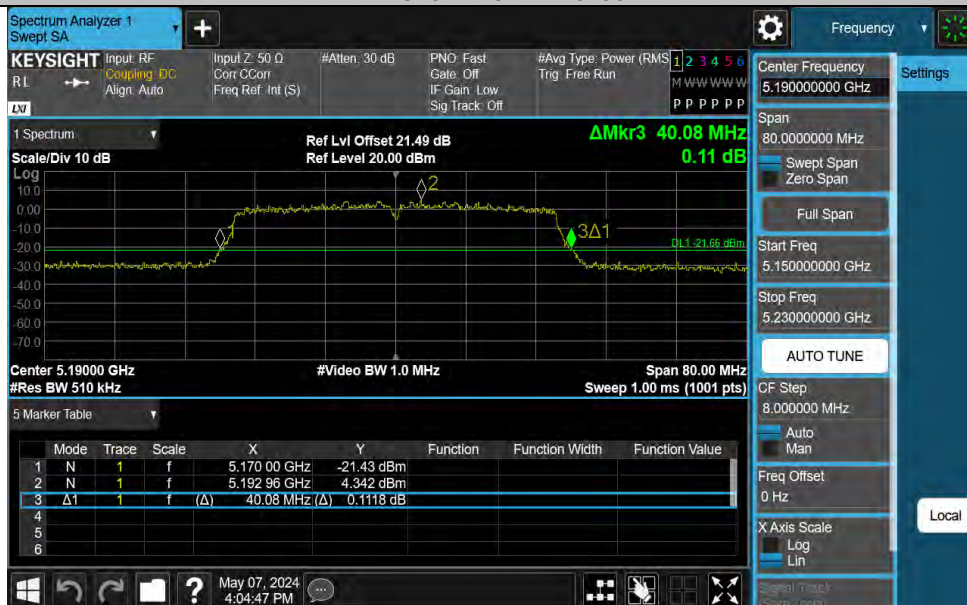 Spectrum Analyzer 1
Swept SA
+
Frequency
KEYSIGHT
RL
LXI
Input: RF
Coupling: DC
Align: Auto
Input Z: 50 Ω
Corr CCorr
Freq Ref: Int (S)
#Atten: 30 dB
PNO: Fast
Gate: Off
IF Gain: Low
Sig Track: Off
#Avg Type: Power (RMS
Trig: Free Run
1 2 3 4 5 6
M W W W W W
P P P P P P
Center Frequency
5.190000000 GHz
Settings
Span
80.0000000 MHz
Swept Span
Zero Span
Full Span
Start Freq
5.150000000 GHz
Stop Freq
5.230000000 GHz
AUTO TUNE
CF Step
8.000000 MHz
Auto
Man
Freq Offset
0 Hz
X Axis Scale
Log
Lin
Signal Track
Local
1 Spectrum
Scale/Div 10 dB
Ref Lvl Offset 21.49 dB
Ref Level 20.00 dBm
ΔMkr3 40.08 MHz
0.11 dB
Log
10.0
0.00
-10.0
-20.0
-30.0
-40.0
-50.0
-60.0
-70.0
1
2
3Δ1
DL1 -21.66 dBm
Center 5.19000 GHz
#Video BW 1.0 MHz
Span 80.00 MHz
#Res BW 510 kHz
Sweep 1.00 ms (1001 pts)
5 Marker Table
Mode Trace Scale X Y Function Function Width Function Value
1 N 1 f 5.170 00 GHz -21.43 dBm
2 N 1 f 5.192 96 GHz 4.342 dBm
3 Δ1 1 f (Δ) 40.08 MHz (Δ) 0.1118 dB
4
5
6
?
May 07, 2024
4:04:47 PM